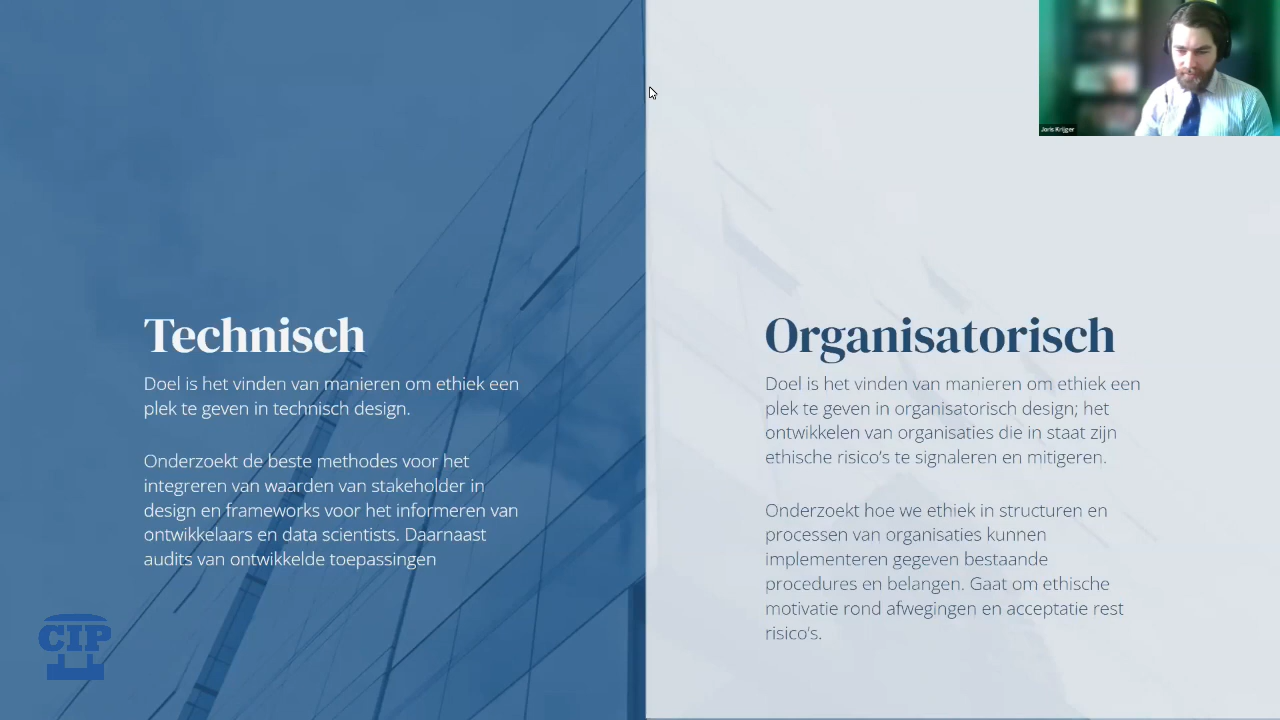 Joris Krijger
Technisch
Doel is het vinden van manieren om ethiek een
plek te geven in technisch design.
Onderzoekt de beste methodes voor het
integreren van waarden van stakeholder in
design en frameworks voor het informeren van
ontwikkelaars en data scientists. Daarnaast
audits van ontwikkelde toepassingen
CIP
Organisatorisch
Doel is het vinden van manieren om ethiek een
plek te geven in organisatorisch design; het
ontwikkelen van organisaties die in staat zijn
ethische risico's te signaleren en mitigeren.
Onderzoekt hoe we ethiek in structuren en
processen van organisaties kunnen
implementeren gegeven bestaande
procedures en belangen. Gaat om ethische
motivatie rond afwegingen en acceptatie rest
risico's.